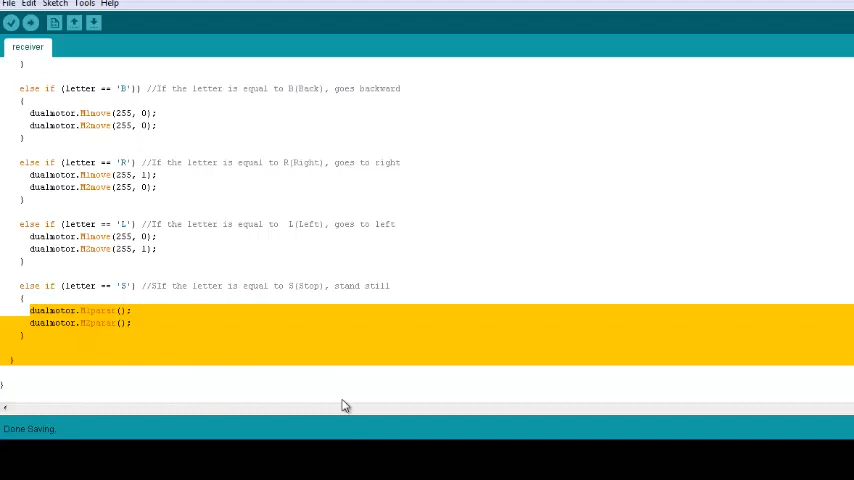 File Edit Sketch Tools Help
receiver
}
else if (letter == 'B')) //If the letter is equal to B(Back), goes backward
{
dualmotor.M1move(255, 0);
dualmotor.M2move(255, 0);
}
else if (letter == 'R') //If the letter is equal to R(Right), goes to right
dualmotor.M1move(255, 1);
dualmotor.M2move(255, 0);
}
else if (letter == 'L') //If the letter is equal to  L(Left), goes to left
dualmotor.M1move(255, 0);
dualmotor.M2move(255, 1);
}
else if (letter == 'S') //SIf the letter is equal to S(Stop), stand still
{
dualmotor.M1parar();
dualmotor.M2parar();
}
}
}
Done Saving.